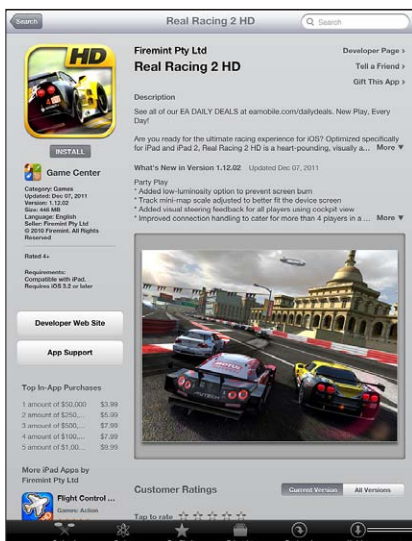 Search
Real Racing 2 HD
Search
HD
INSTALL
Game Center
Category: Games
Updated: Dec 07, 2011
Version: 1.12.02
Size: 446 MB
Language: English
Seller: Firemint Pty Ltd
© 2010 Firemint. All Rights
Reserved
Rated 4+
Requirements:
Compatible with iPad.
Requires iOS 3.2 or later
Developer Web Site
App Support
Top In-App Purchases
1 amount of $50,000 $3.99
2 amount of $250,... $5.99
3 amount of $500,... $7.99
4 amount of $100,... $7.99
5 amount of $1,00... $9.99
More iPad Apps by
Firemint Pty Ltd
Flight Control ...
Games: Action
Firemint Pty Ltd
Real Racing 2 HD
Developer Page ›
Tell a Friend ›
Gift This App ›
Description
See all of our EA DAILY DEALS at eamobile.com/dailydeals. New Play, Every
Day!
Are you ready for the ultimate racing experience for iOS? Optimized specifically
for iPad and iPad 2, Real Racing 2 HD is a heart-pounding, visually a... More ▼
What's New in Version 1.12.02 Updated Dec 07, 2011
Party Play
* Added low-luminosity option to prevent screen burn
* Track mini-map scale adjusted to better fit the device screen
* Added visual steering feedback for all players using cockpit view
* Improved connection handling to cater for more than 4 players in a ... More ▼
Customer Ratings
Current Version
All Versions
Tap to rate